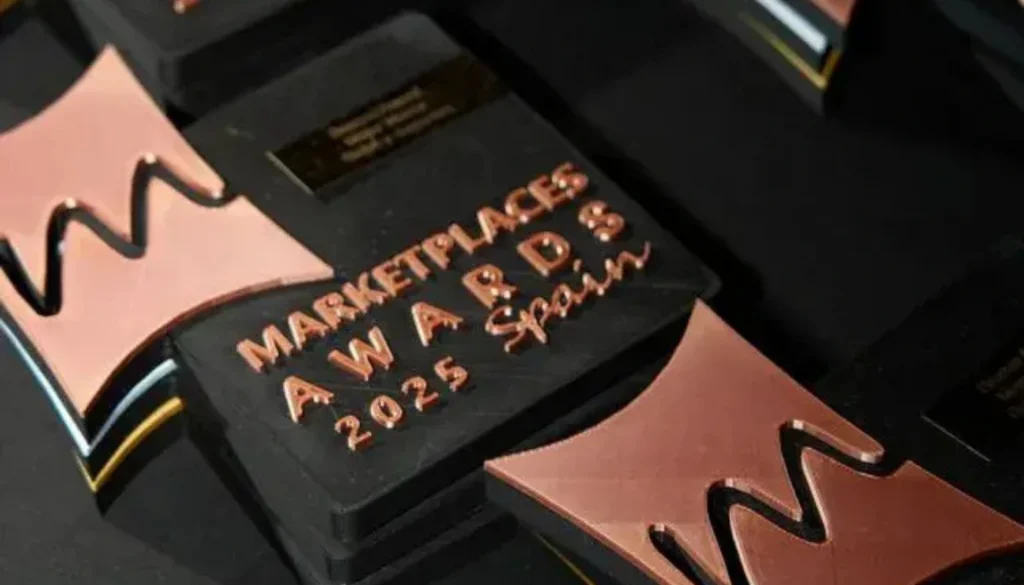 MARKETPLACES
AWARDS
Spain
2025